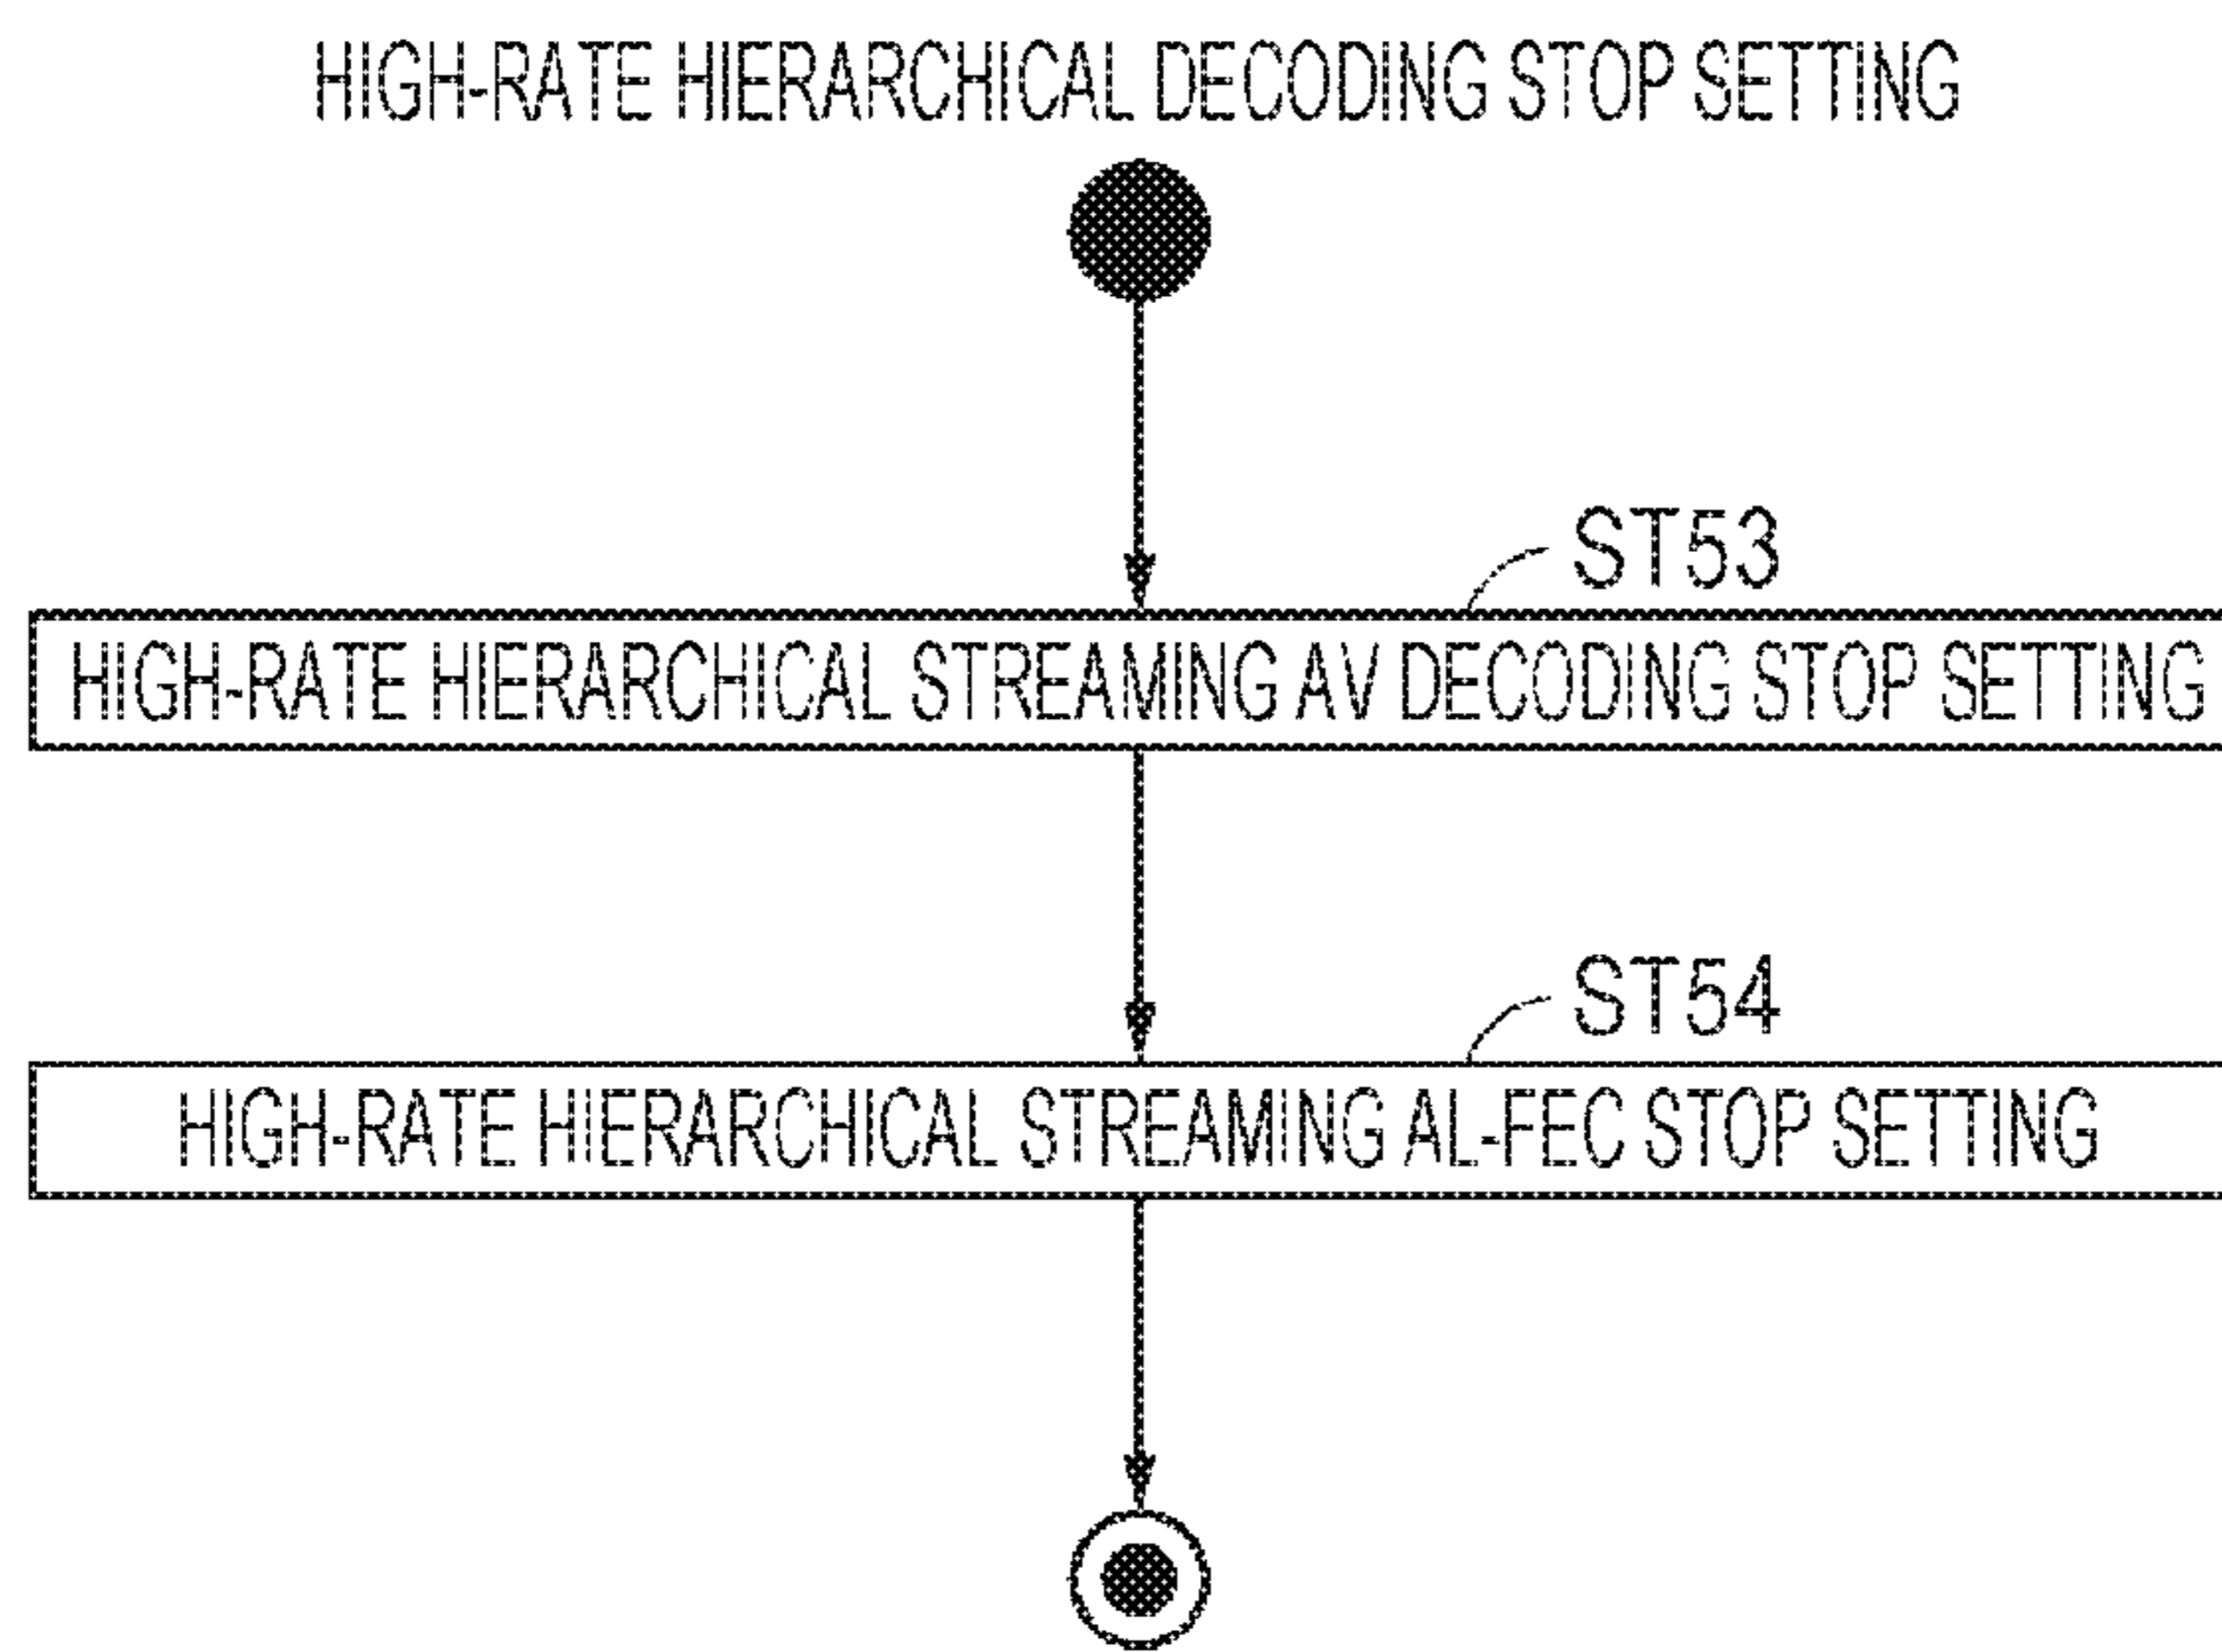 HIGH-RATE HIERARCHICAL DECODING STOP SETTING
ST53
HIGH-RATE HIERARCHICAL STREAMING AV DECODING STOP SETTING
ST54
HIGH-RATE HIERARCHICAL STREAMING AL-FEC STOP SETTING